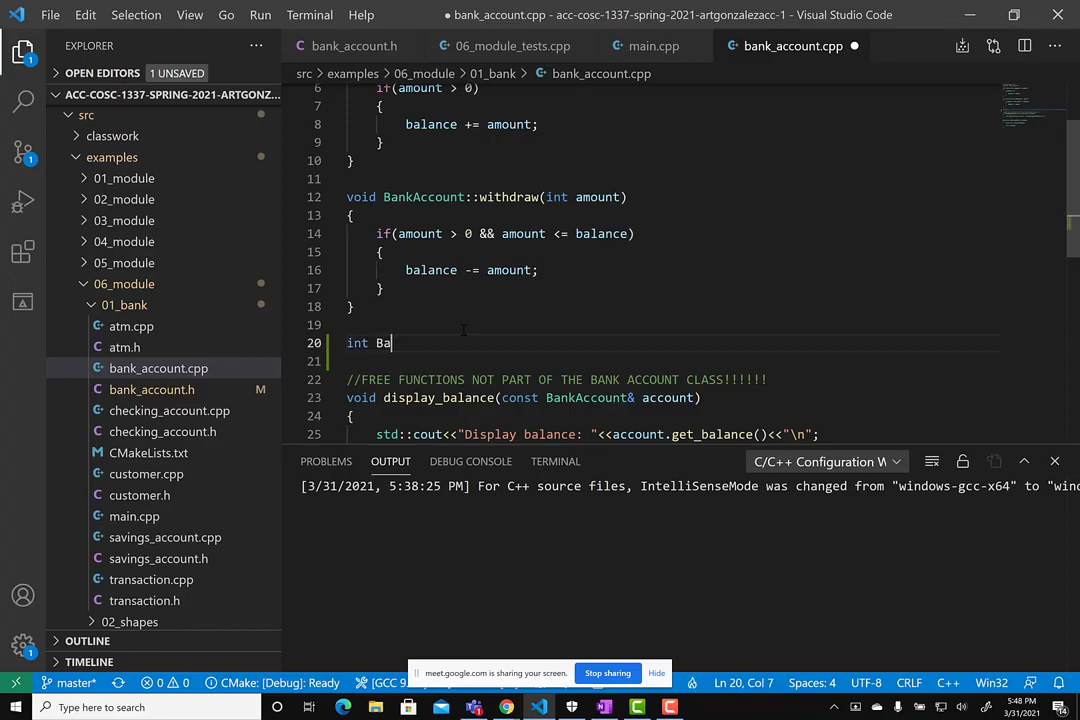 File Edit Selection View Go Run Terminal Help
● bank_account.cpp - acc-cosc-1337-spring-2021-artgonzalezacc-1 - Visual Studio Code
EXPLORER
bank_account.h
06_module_tests.cpp
main.cpp
bank_account.cpp ●
OPEN EDITORS 1 UNSAVED
src > examples > 06_module > 01_bank > bank_account.cpp
ACC-COSC-1337-SPRING-2021-ARTGONZ...
src
classwork
examples
01_module
02_module
03_module
04_module
05_module
06_module
01_bank
atm.cpp
atm.h
bank_account.cpp
bank_account.h M
checking_account.cpp
checking_account.h
CMakeLists.txt
customer.cpp
customer.h
main.cpp
savings_account.cpp
savings_account.h
transaction.cpp
transaction.h
02_shapes
OUTLINE
TIMELINE
6 if(amount > 0)
7 {
8 balance += amount;
9 }
10 }
11
12 void BankAccount::withdraw(int amount)
13 {
14 if(amount > 0 && amount <= balance)
15 {
16 balance -= amount;
17 }
18 }
19
20 int Ba
21
22 //FREE FUNCTIONS NOT PART OF THE BANK ACCOUNT CLASS!!!!!!
23 void display_balance(const BankAccount& account)
24 {
25 std::cout<<"Display balance: "<<account.get_balance()<<"\n";
PROBLEMS OUTPUT DEBUG CONSOLE TERMINAL
C/C++ Configuration W
[3/31/2021, 5:38:25 PM] For C++ source files, IntelliSenseMode was changed from "windows-gcc-x64" to "wind
meet.google.com is sharing your screen. Stop sharing Hide
master* 0 0 CMake: [Debug]: Ready [GCC 9 Ln 20, Col 7 Spaces: 4 UTF-8 CRLF C++ Win32
Type here to search
5:48 PM
3/31/2021